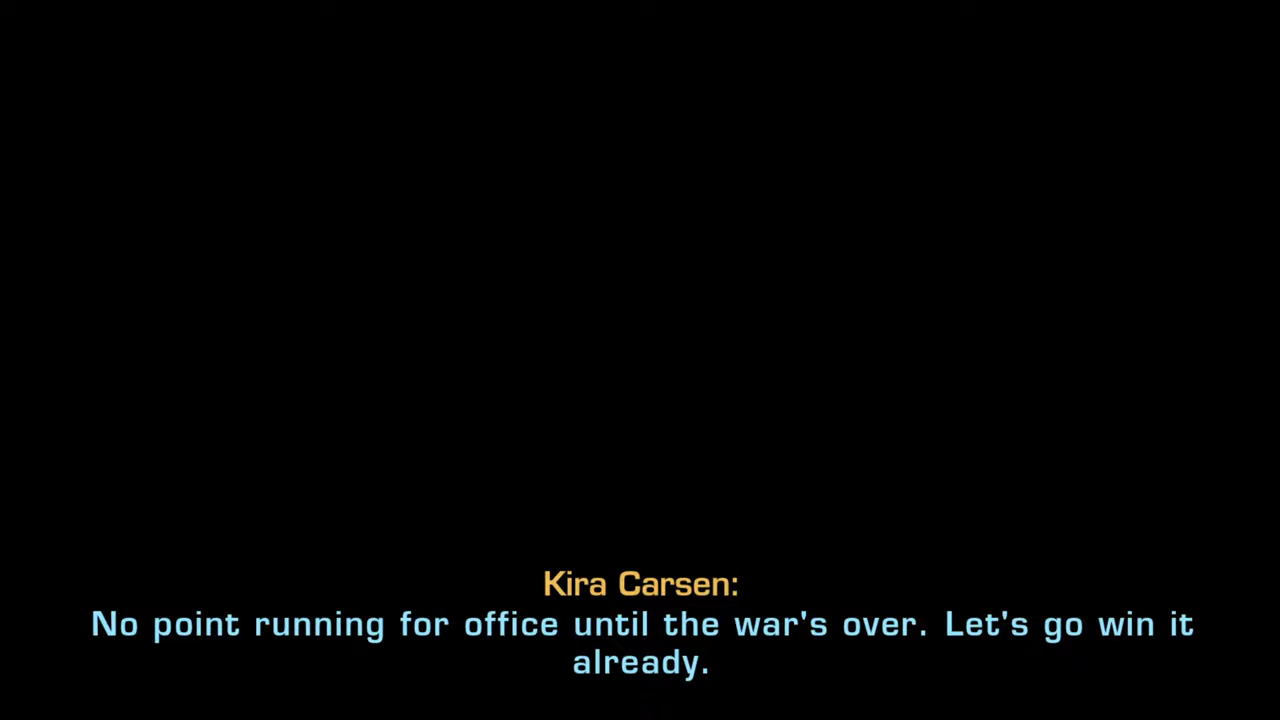 Kira Carsen:
No point running for office until the war's over. Let's go win it
already.